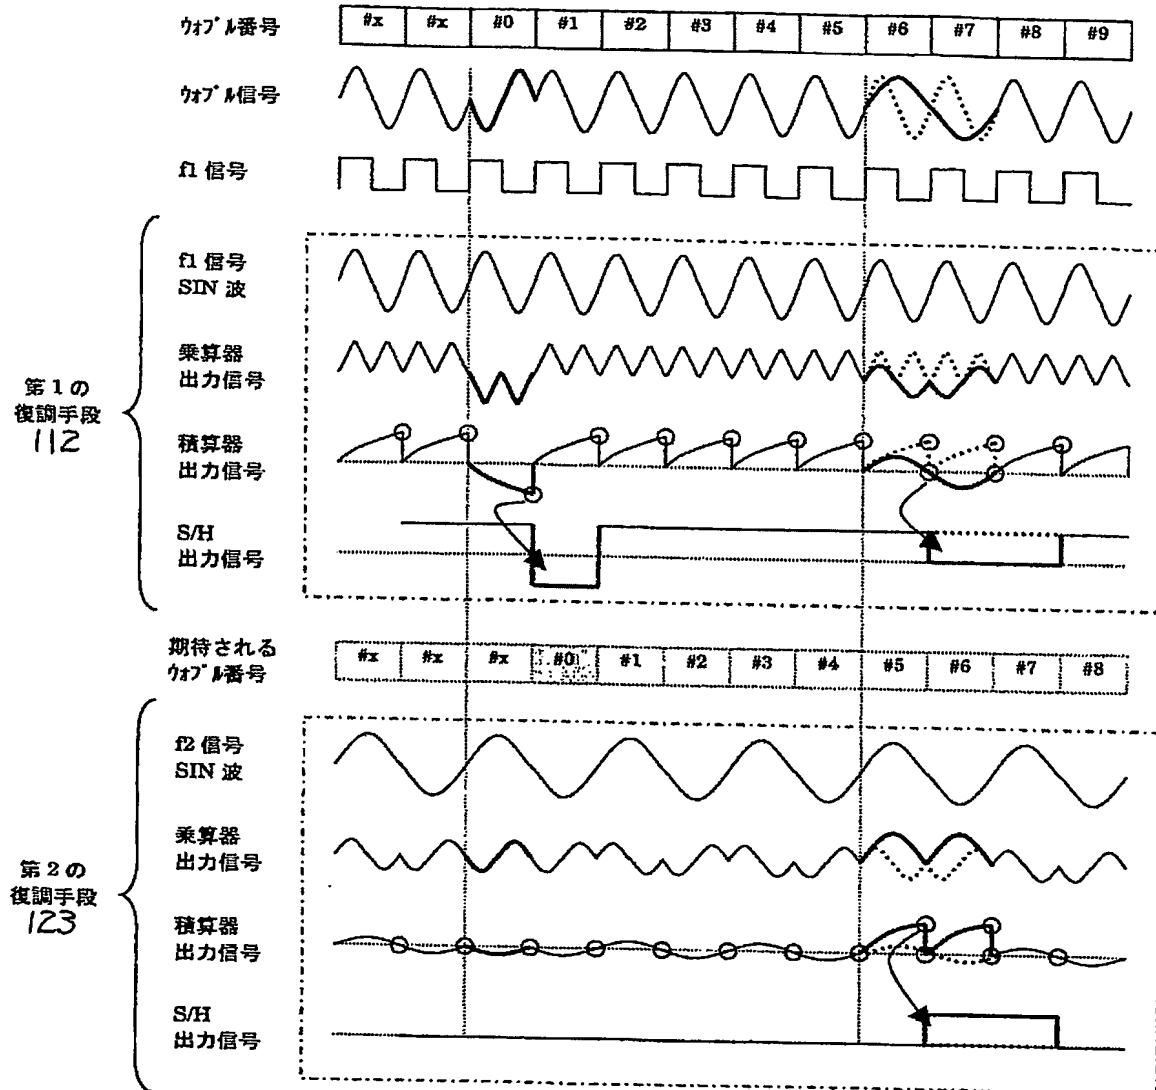 ウォブル番号 #x #x #0 #1 #2 #3 #4 #5 #6 #7 #8 #9
ウォブル信号
f1 信号
第1の
復調手段
112
f1 信号
SIN 波
乗算器
出力信号
積算器
出力信号
S/H
出力信号
期待される
ウォブル番号
#x #x #x #0 #1 #2 #3 #4 #5 #6 #7 #8
第2の
復調手段
123
f2 信号
SIN 波
乗算器
出力信号
積算器
出力信号
S/H
出力信号